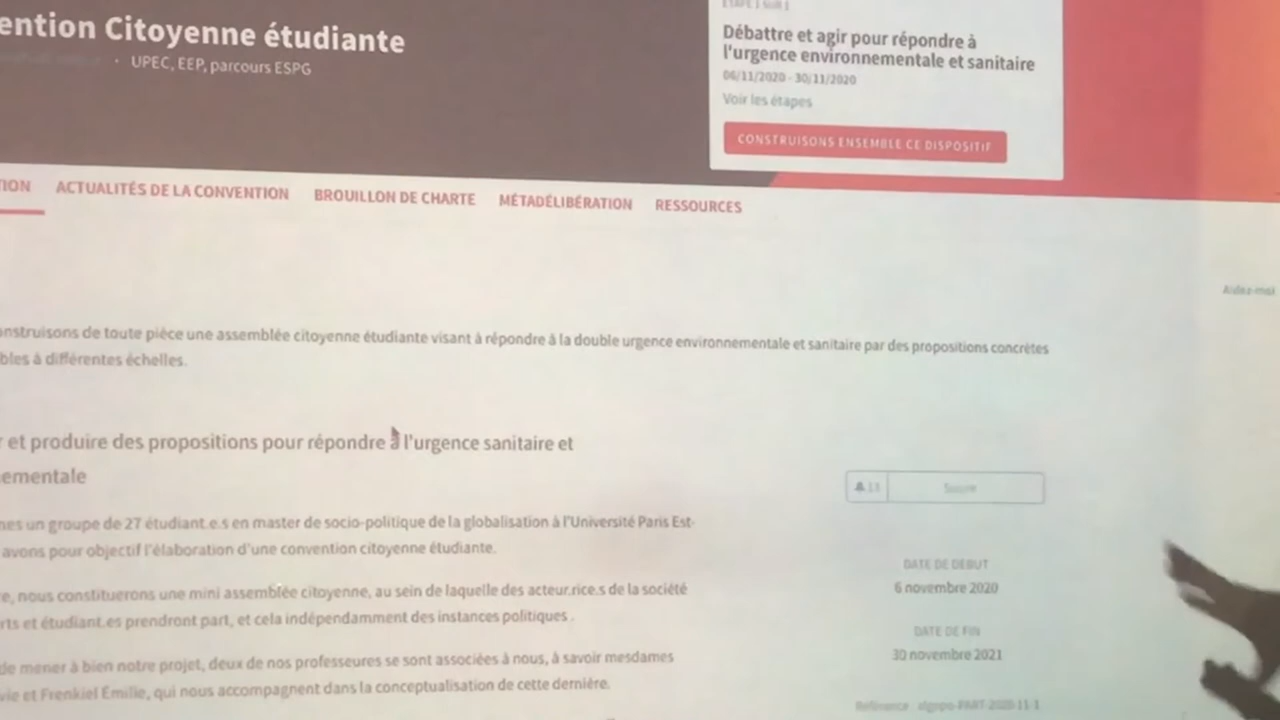 ention Citoyenne étudiante
UPEC, EEP, parcours ESPG
Débattre et agir pour répondre à
l'urgence environnementale et sanitaire
06/11/2020 - 30/11/2020
Voir les étapes
CONSTRUISONS ENSEMBLE CE DISPOSITIF
ION ACTUALITÉS DE LA CONVENTION BROUILLON DE CHARTE MÉTADÉLIBÉRATION RESSOURCES
Aidez-moi
onstruisons de toute pièce une assemblée citoyenne étudiante visant à répondre à la double urgence environnementale et sanitaire par des propositions concrètes
bles à différentes échelles.
r et produire des propositions pour répondre à l'urgence sanitaire et
ementale
13 Suivre
mes un groupe de 27 étudiant.e.s en master de socio-politique de la globalisation à l'Université Paris Est-
avons pour objectif l'élaboration d'une convention citoyenne étudiante.
DATE DE DÉBUT
6 novembre 2020
e, nous constituerons une mini assemblée citoyenne, au sein de laquelle des acteur.rice.s de la société
rts et étudiant.es prendront part, et cela indépendamment des instances politiques .
DATE DE FIN
30 novembre 2021
de mener à bien notre projet, deux de nos professeures se sont associées à nous, à savoir mesdames
vie et Frenkiel Émilie, qui nous accompagnent dans la conceptualisation de cette dernière.